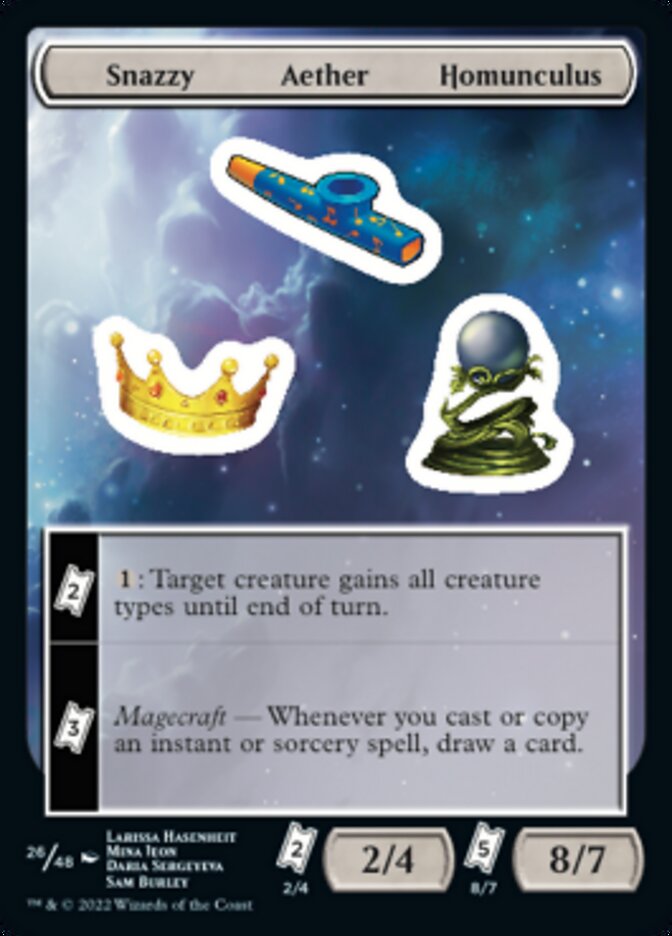 Snazzy Aether Homunculus
2
1: Target creature gains all creature
types until end of turn.
3
Magecraft — Whenever you cast or copy
an instant or sorcery spell, draw a card.
26/48
Larissa Hasenheit
Mina Jeon
Daria Sergeyeva
Sam Burley
2
2/4
2/4
5
8/7
8/7
™ & © 2022 Wizards of the Coast